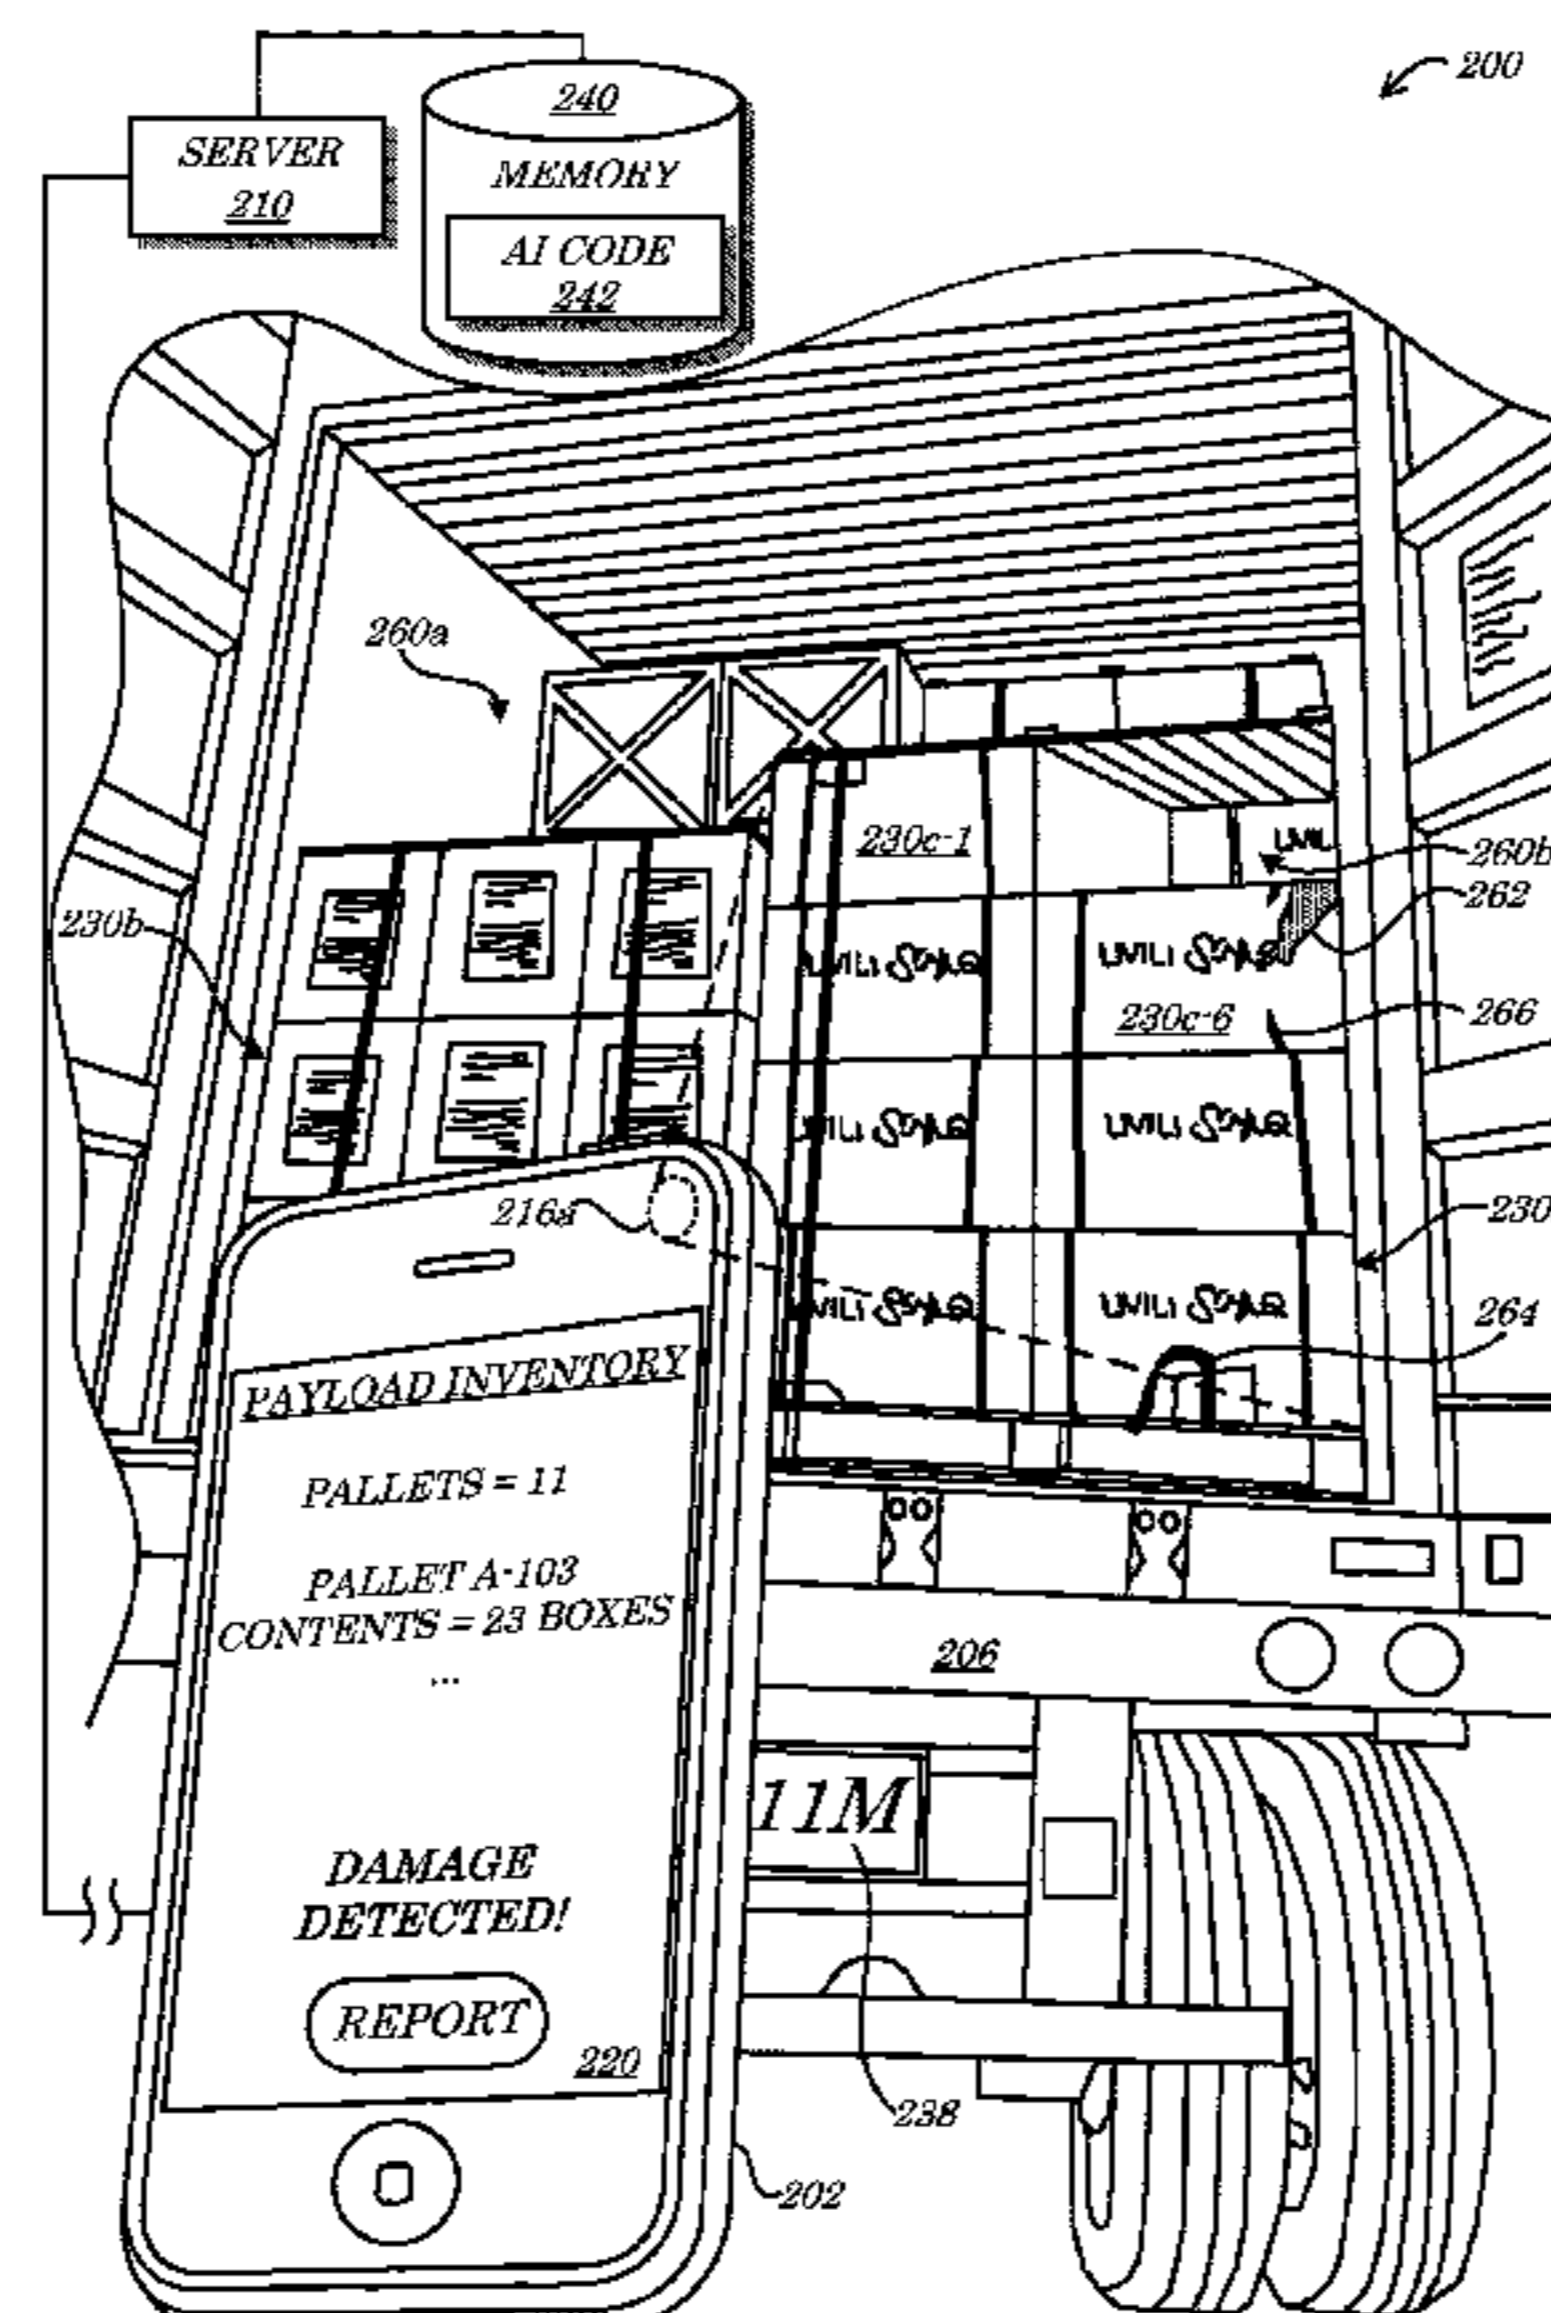 200
240
SERVER
210
MEMORY
AI CODE
242
260a
230c-1
260b
262
230b
230c-6
266
216a
230
264
PAYLOAD INVENTORY
PALLETS = 11
PALLET A-103
CONTENTS = 23 BOXES
...
206
11M
DAMAGE
DETECTED!
REPORT
220
238
202